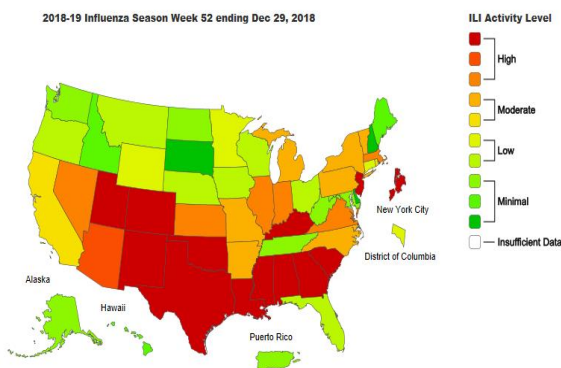 2018-19 Influenza Season Week 52 ending Dec 29, 2018
ILI Activity Level
High
Moderate
Low
Minimal
Insufficient Data
New York City
District of Columbia
Alaska
Hawaii
Puerto Rico